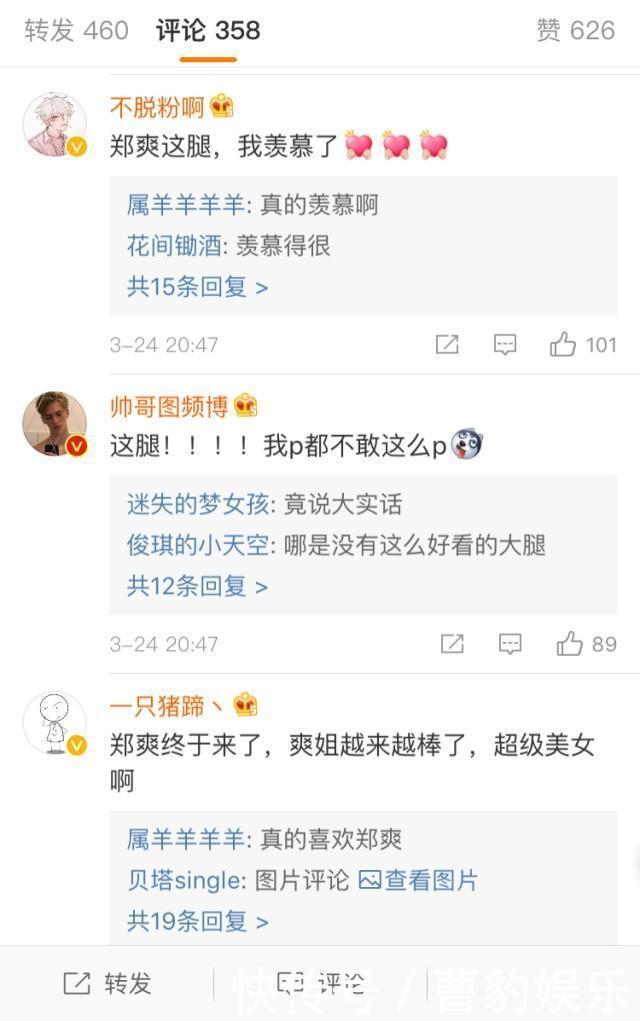 转发 460 评论 358 赞 626
不脱粉啊
郑爽这腿，我羡慕了
属羊羊羊羊: 真的羡慕啊
花间锄酒: 羡慕得很
共15条回复 >
3-24 20:47 101
帅哥图频博
这腿！！！！我p都不敢这么p
迷失的梦女孩: 竟说大实话
俊琪的小天空: 哪是没有这么好看的大腿
共12条回复 >
3-24 20:47 89
一只猪蹄丶
郑爽终于来了，爽姐越来越棒了，超级美女
啊
属羊羊羊羊: 真的喜欢郑爽
贝塔single: 图片评论 查看图片
共19条回复 >
转发 评论
快传号 / 曹豹娱乐